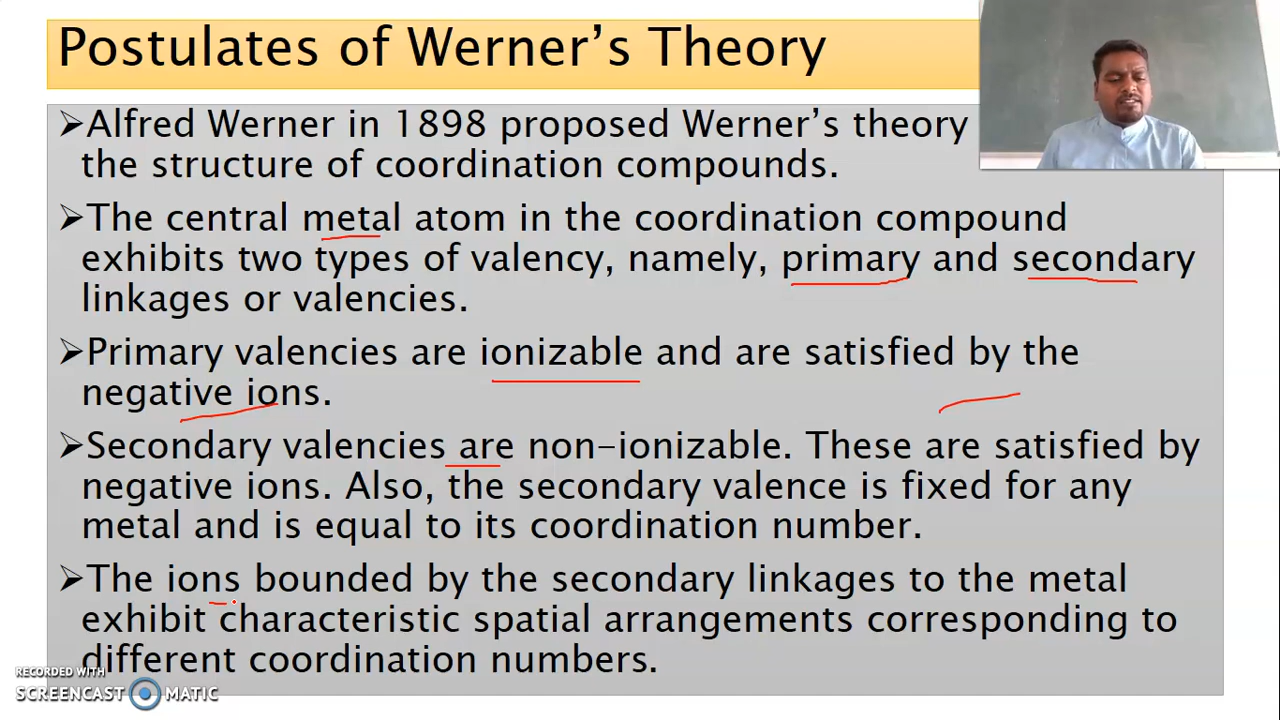 Postulates of Werner's Theory
➢Alfred Werner in 1898 proposed Werner's theory
the structure of coordination compounds.
➢The central metal atom in the coordination compound
exhibits two types of valency, namely, primary and secondary
linkages or valencies.
➢Primary valencies are ionizable and are satisfied by the
negative ions.
➢Secondary valencies are non-ionizable. These are satisfied by
negative ions. Also, the secondary valence is fixed for any
metal and is equal to its coordination number.
➢The ions bounded by the secondary linkages to the metal
exhibit characteristic spatial arrangements corresponding to
different coordination numbers.
RECORDED WITH
SCREENCAST MATIC